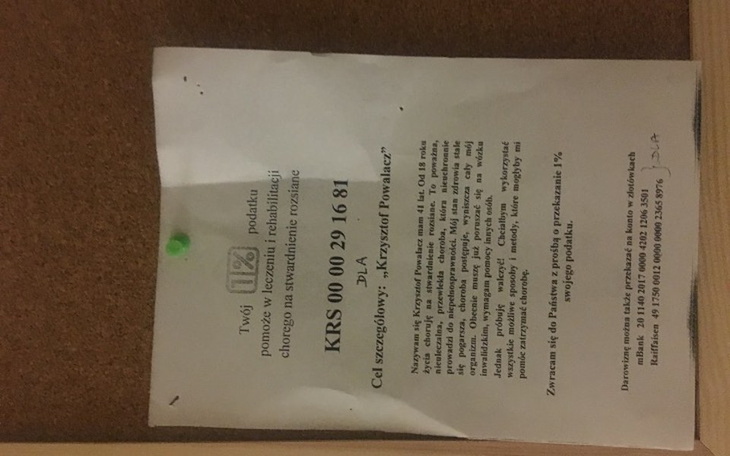 Twój 1% podatku
pomoże w leczeniu i rehabilitacji
chorego na stwardnienie rozsiane
KRS 00 00 29 16 81
DLA
Cel szczegółowy: „Krzysztof Powałacz”
Nazywam się Krzysztof Powałacz mam 41 lat. Od 18 roku
życia choruję na stwardnienie rozsiane. To poważna,
nieuleczalna, przewlekła choroba, która nieuchronnie
prowadzi do niepełnosprawności. Mój stan zdrowia stale
się pogarsza, choroba postępuje, wyniszcza cały mój
organizm. Obecnie muszę już poruszać się na wózku
inwalidzkim, wymagam pomocy innych osób.
Jednak próbuję walczyć! Chciałbym wykorzystać
wszystkie możliwe sposoby i metody, które mogłyby mi
pomóc zatrzymać chorobę.
Zwracam się do Państwa z prośbą o przekazanie 1%
swojego podatku.
Darowiznę można także przekazać na konto w złotówkach
mBank 20 1140 2017 0000 4202 1206 3501
Raiffaisen 49 1750 0012 0000 0000 2365 8976 } DLA